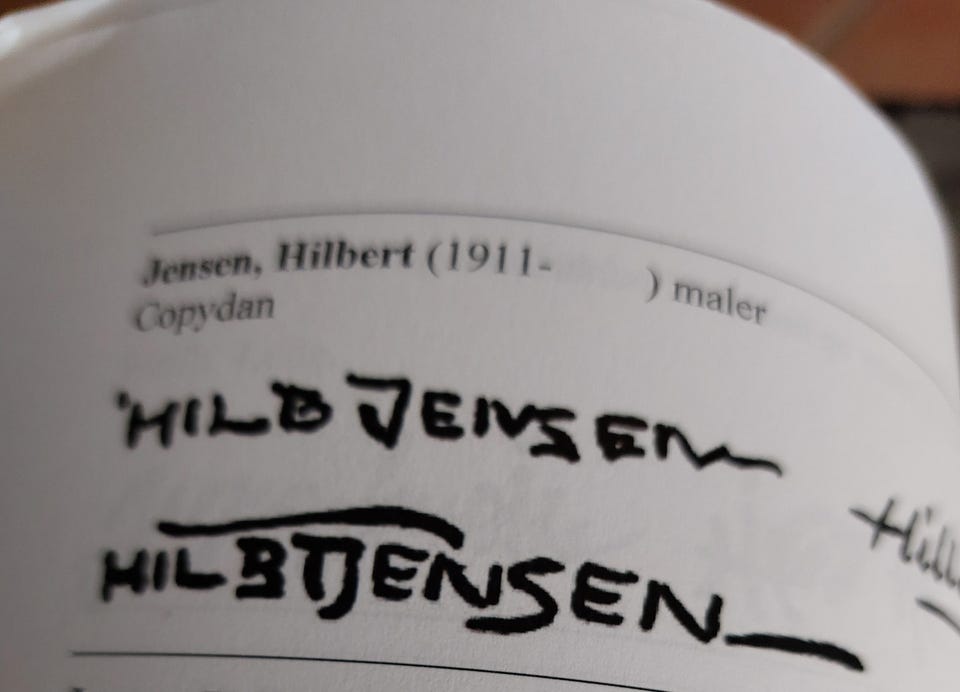 Jensen, Hilbert (1911- ) maler
Copydan
HILB JENSEN
HILBTJENSEN